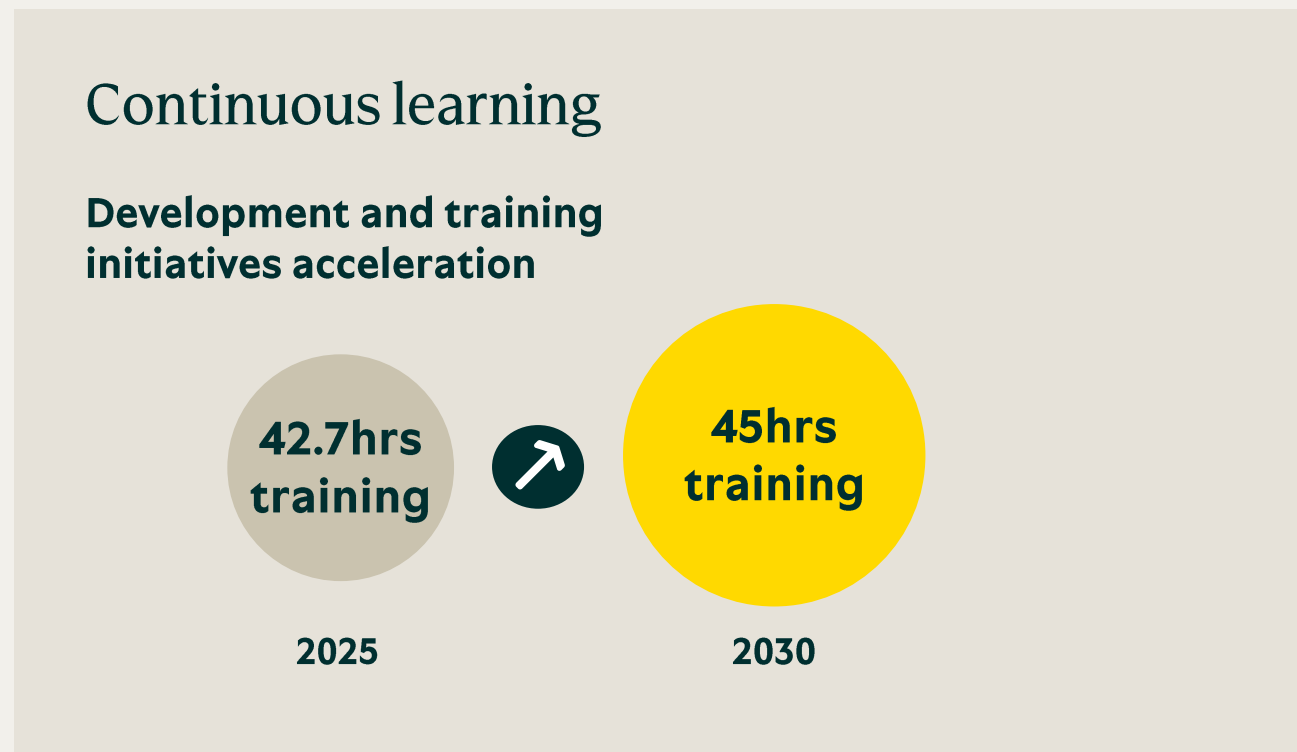 Continuous learning
Development and training
initiatives acceleration
42.7hrs
training
45hrs
training
2025
2030